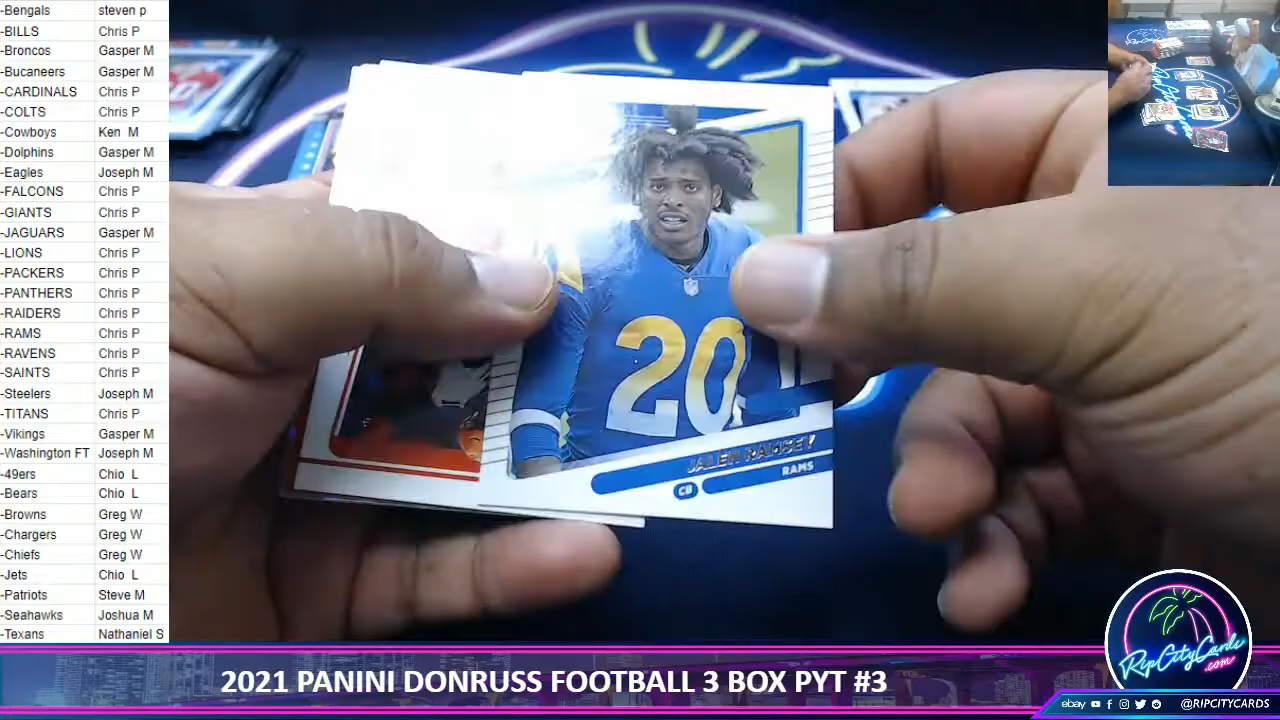 -Bengals steven p
-BILLS Chris P
-Broncos Gasper M
-Bucaneers Gasper M
-CARDINALS Chris P
-COLTS Chris P
-Cowboys Ken M
-Dolphins Gasper M
-Eagles Joseph M
-FALCONS Chris P
-GIANTS Chris P
-JAGUARS Gasper M
-LIONS Chris P
-PACKERS Chris P
-PANTHERS Chris P
-RAIDERS Chris P
-RAMS Chris P
-RAVENS Chris P
-SAINTS Chris P
-Steelers Joseph M
-TITANS Chris P
-Vikings Gasper M
-Washington FT Joseph M
-49ers Chio L
-Bears Chio L
-Browns Greg W
-Chargers Greg W
-Chiefs Greg W
-Jets Chio L
-Patriots Steve M
-Seahawks Joshua M
-Texans Nathaniel S
20
JALEN RAMSEY
RAMS
CB
RipCityCards
.com
2021 PANINI DONRUSS FOOTBALL 3 BOX PYT #3
ebay @RIPCITYCARDS